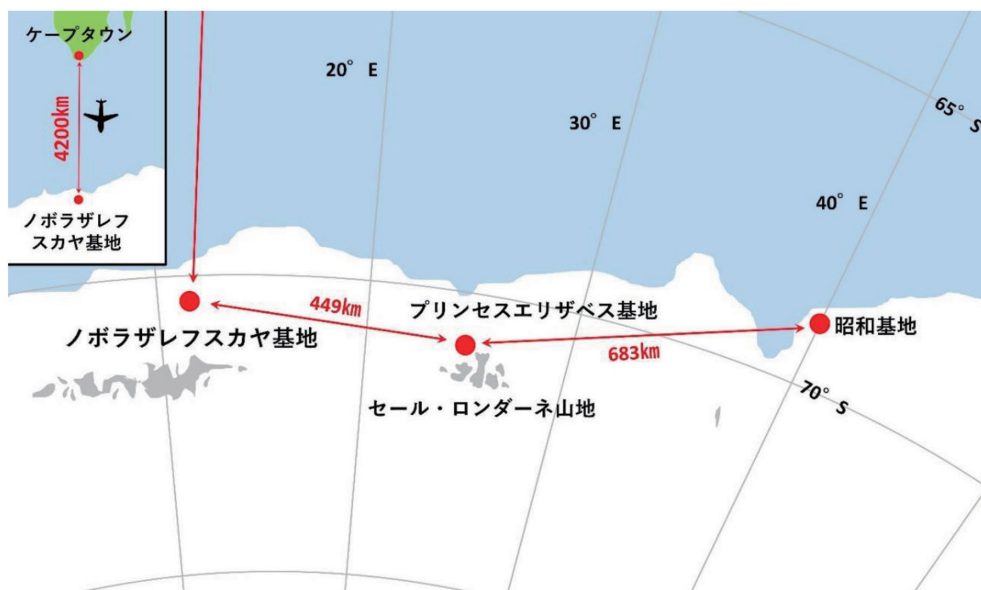 ケープタウン
4200km
ノボラザレフ
スカヤ基地
20° E
30° E
40° E
65° S
449km
プリンセスエリザベス基地
ノボラザレフスカヤ基地
683km
昭和基地
セール・ロンダーネ山地
70° S